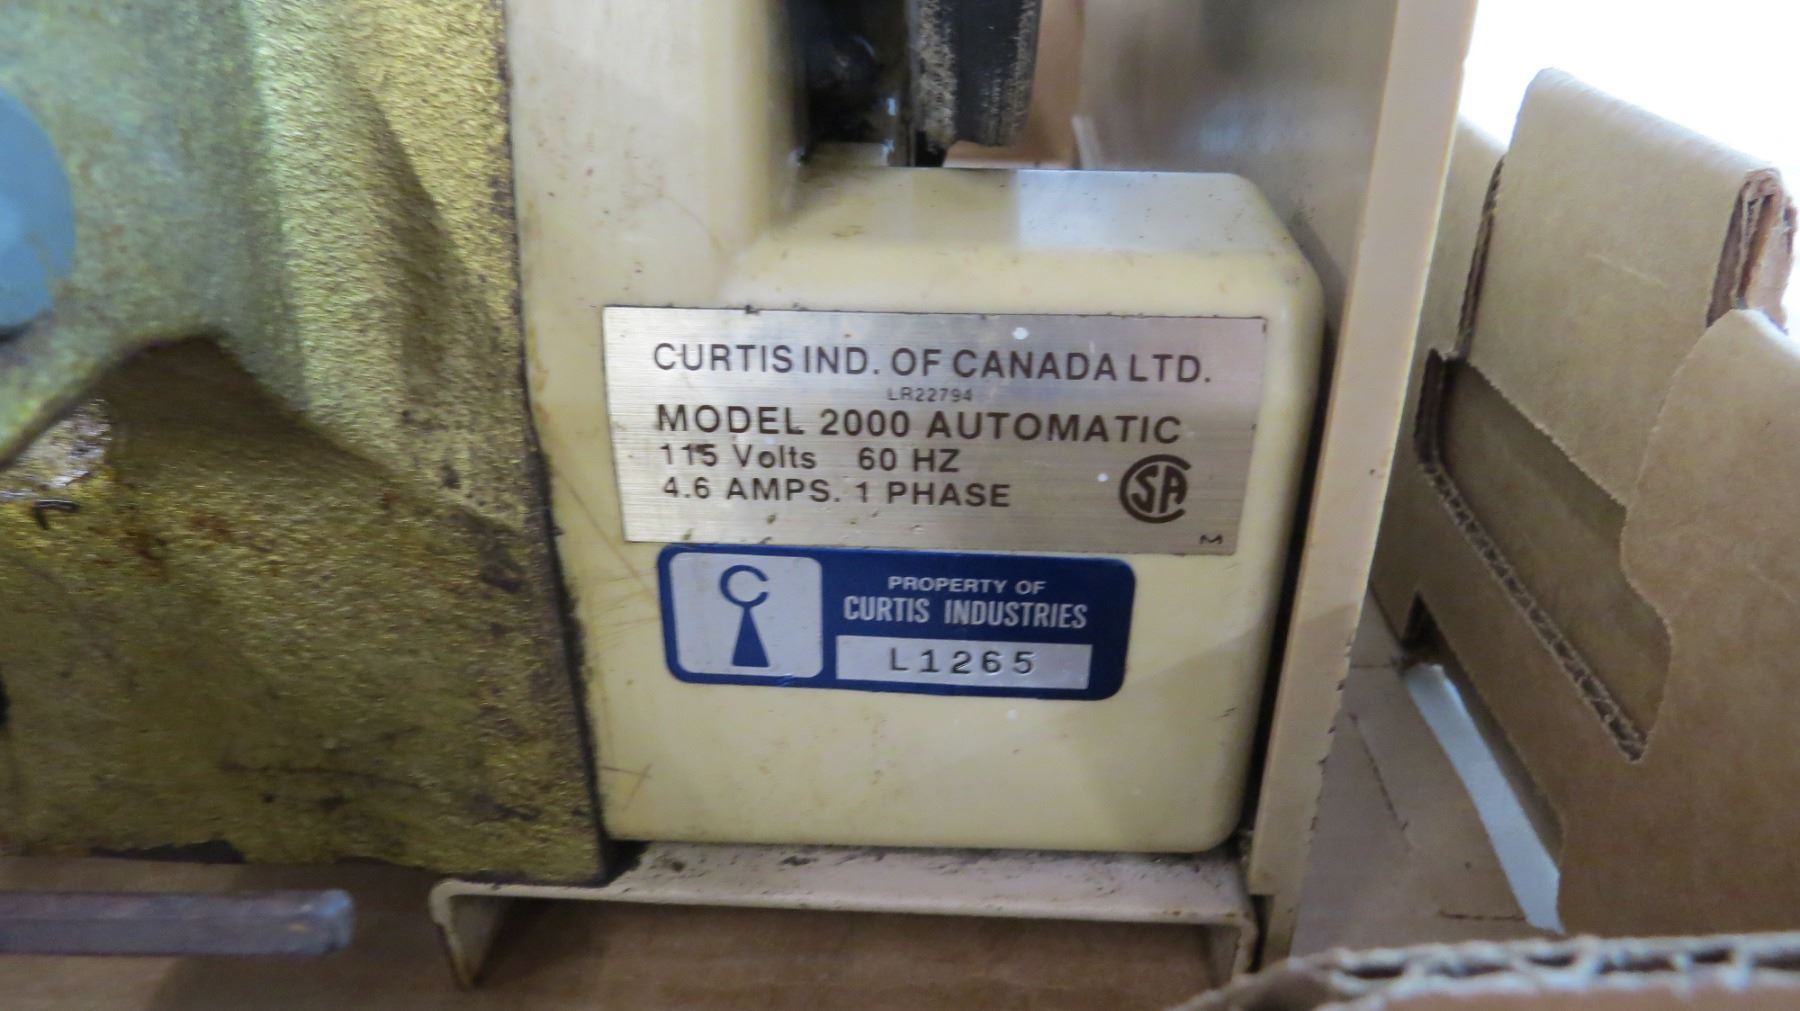 CURTIS IND. OF CANADA LTD.
LR22794
MODEL 2000 AUTOMATIC
115 Volts 60 HZ
4.6 AMPS. 1 PHASE
CSA
M
PROPERTY OF
CURTIS INDUSTRIES
L1265